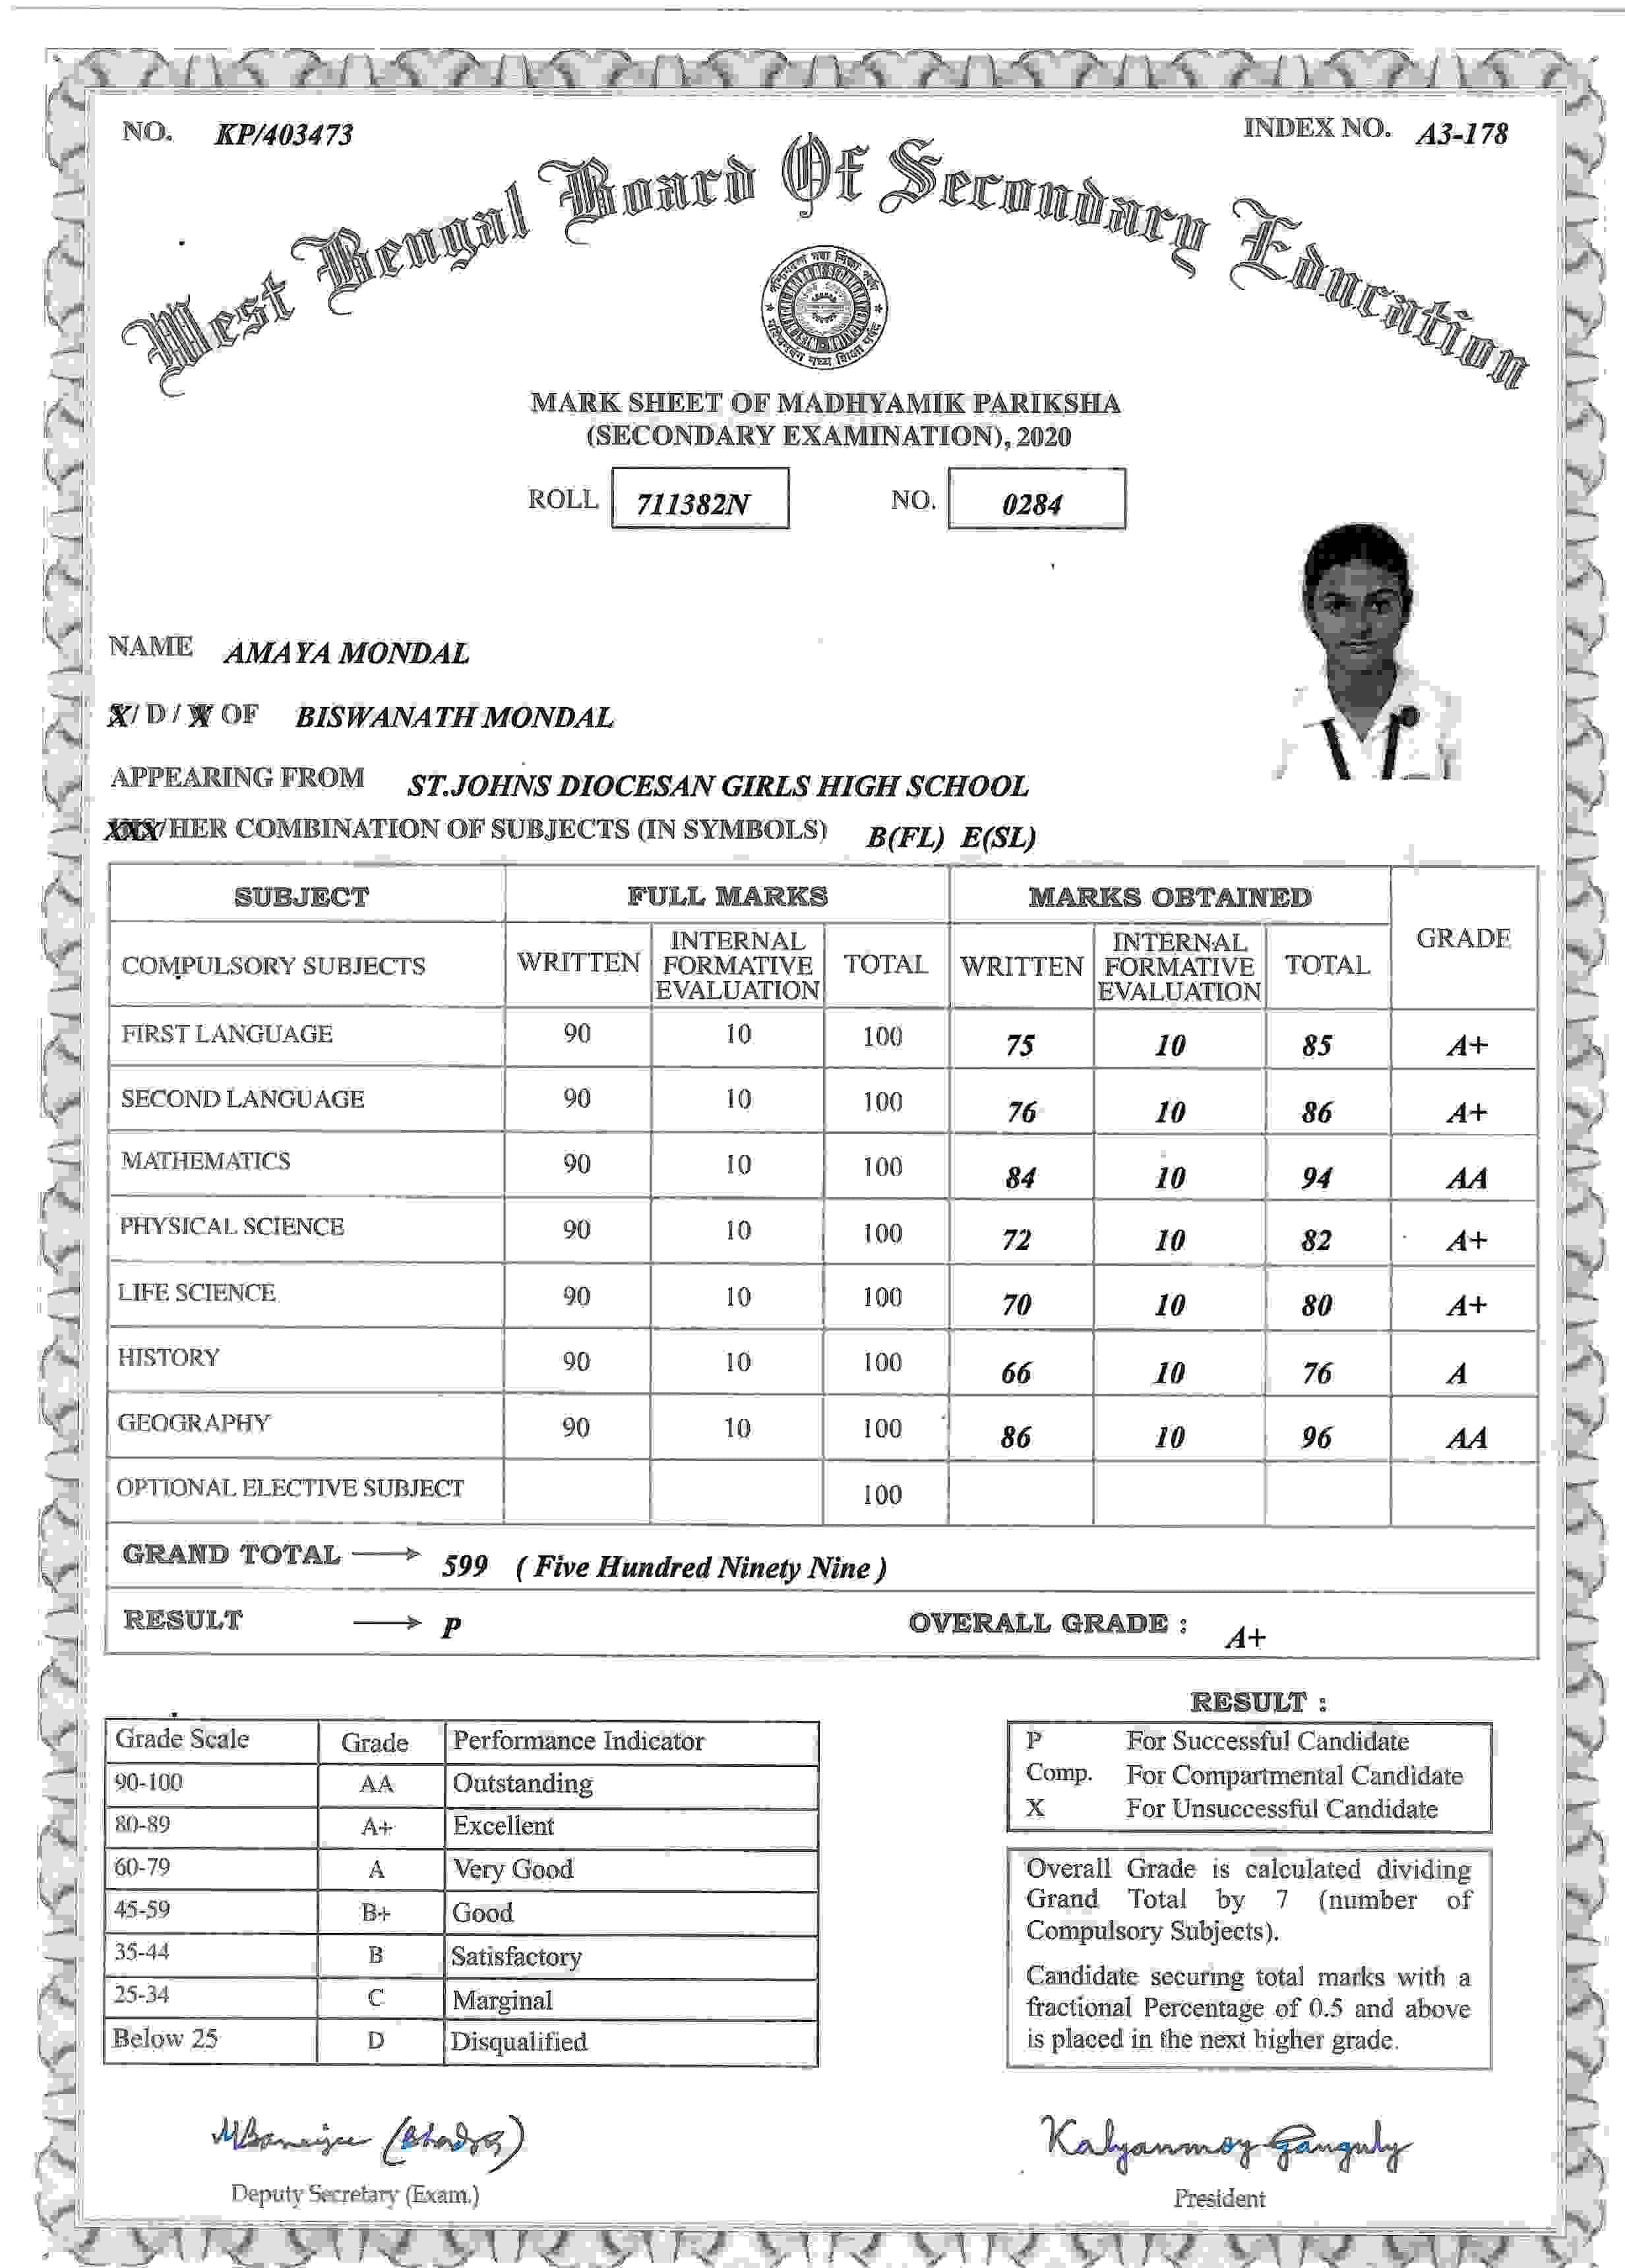 NO. KP/403473 INDEX NO. A3-178
West Bengal Board Of Secondary Education
MARK SHEET OF MADHYAMIK PARIKSHA
(SECONDARY EXAMINATION), 2020
ROLL 711382N NO. 0284
NAME AMAYA MONDAL
X/ D / X OF BISWANATH MONDAL
APPEARING FROM ST.JOHNS DIOCESAN GIRLS HIGH SCHOOL
XXX/HER COMBINATION OF SUBJECTS (IN SYMBOLS) B(FL) E(SL)
SUBJECT FULL MARKS MARKS OBTAINED GRADE
COMPULSORY SUBJECTS WRITTEN INTERNAL FORMATIVE EVALUATION TOTAL WRITTEN INTERNAL FORMATIVE EVALUATION TOTAL
FIRST LANGUAGE 90 10 100 75 10 85 A+
SECOND LANGUAGE 90 10 100 76 10 86 A+
MATHEMATICS 90 10 100 84 10 94 AA
PHYSICAL SCIENCE 90 10 100 72 10 82 A+
LIFE SCIENCE 90 10 100 70 10 80 A+
HISTORY 90 10 100 66 10 76 A
GEOGRAPHY 90 10 100 86 10 96 AA
OPTIONAL ELECTIVE SUBJECT 100
GRAND TOTAL 599 ( Five Hundred Ninety Nine )
RESULT P OVERALL GRADE : A+
Grade Scale Grade Performance Indicator
90-100 AA Outstanding
80-89 A+ Excellent
60-79 A Very Good
45-59 B+ Good
35-44 B Satisfactory
25-34 C Marginal
Below 25 D Disqualified
RESULT :
P For Successful Candidate
Comp. For Compartmental Candidate
X For Unsuccessful Candidate
Overall Grade is calculated dividing
Grand Total by 7 (number of
Compulsory Subjects).
Candidate securing total marks with a
fractional Percentage of 0.5 and above
is placed in the next higher grade.
MBanerjee (Bhadra)
Deputy Secretary (Exam.)
Kalyanmoy Ganguly
President